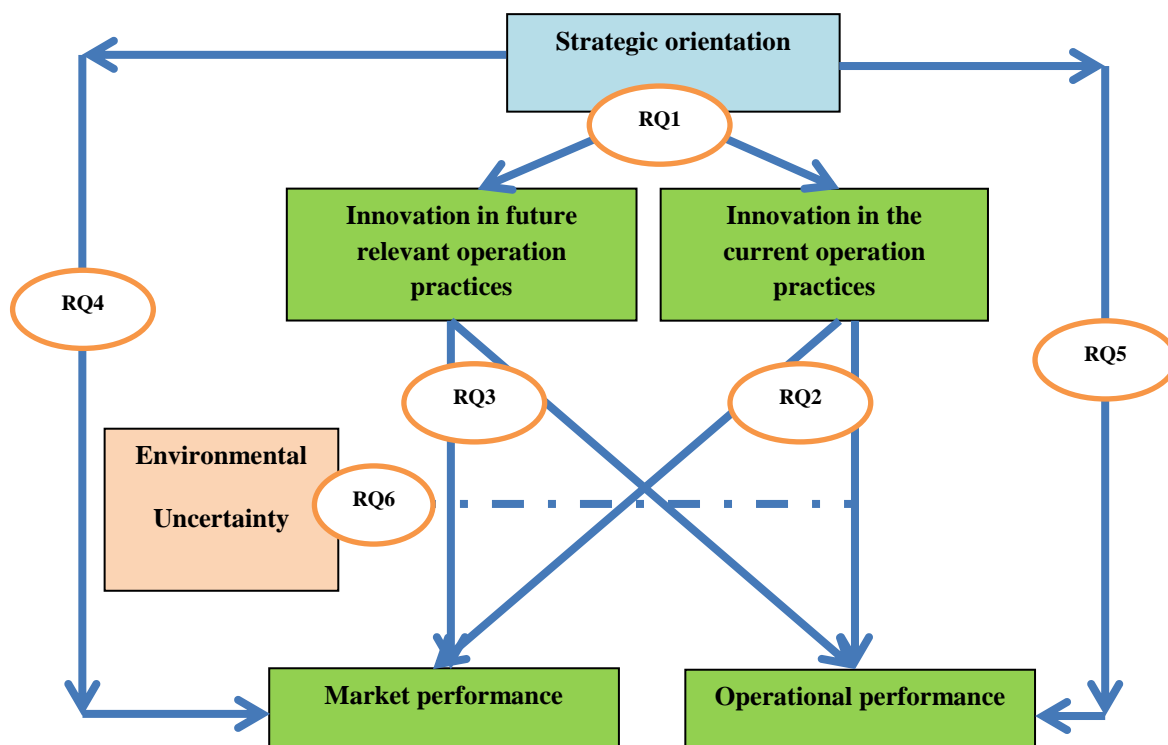 Strategic orientation
RQ1
Innovation in future
relevant operation
practices
Innovation in the
current operation
practices
RQ4
RQ5
RQ3
RQ2
Environmental
Uncertainty
RQ6
Market performance
Operational performance